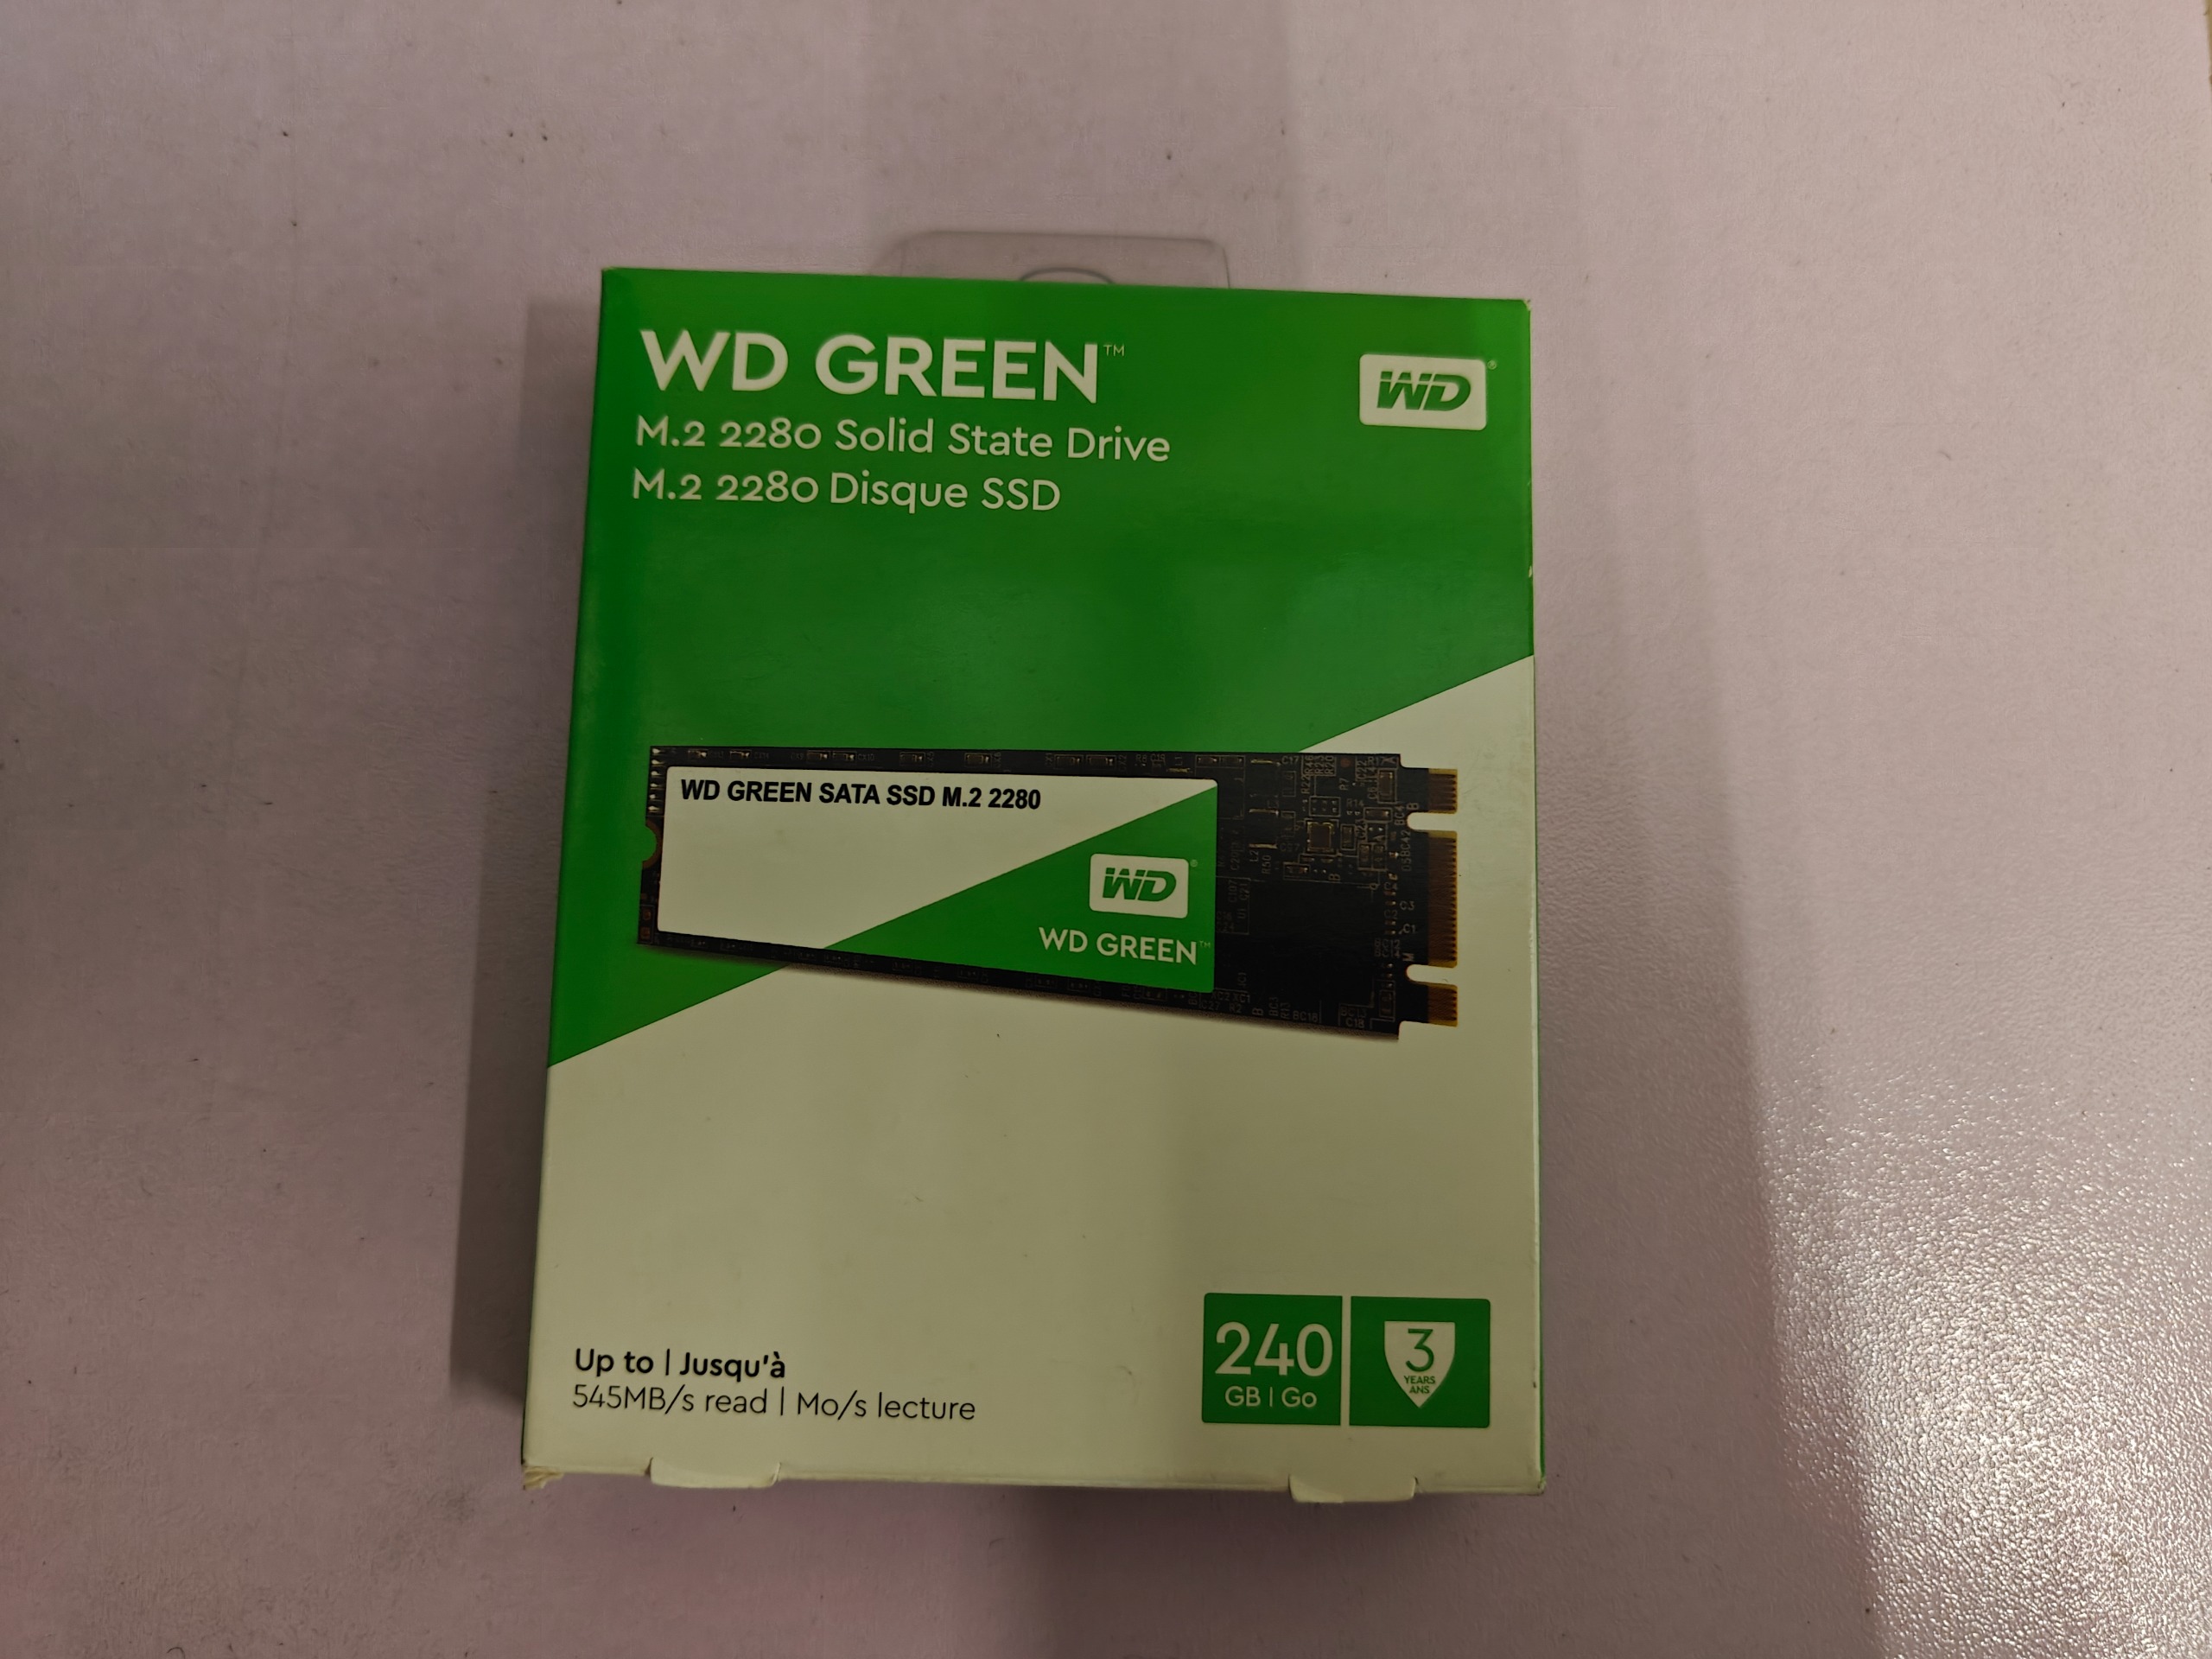 WD GREEN™
WD®
M.2 2280 Solid State Drive
M.2 2280 Disque SSD
WD GREEN SATA SSD M.2 2280
WD®
WD GREEN™
Up to | Jusqu'à
545MB/s read | Mo/s lecture
240
GB | Go
3
YEARS
ANS